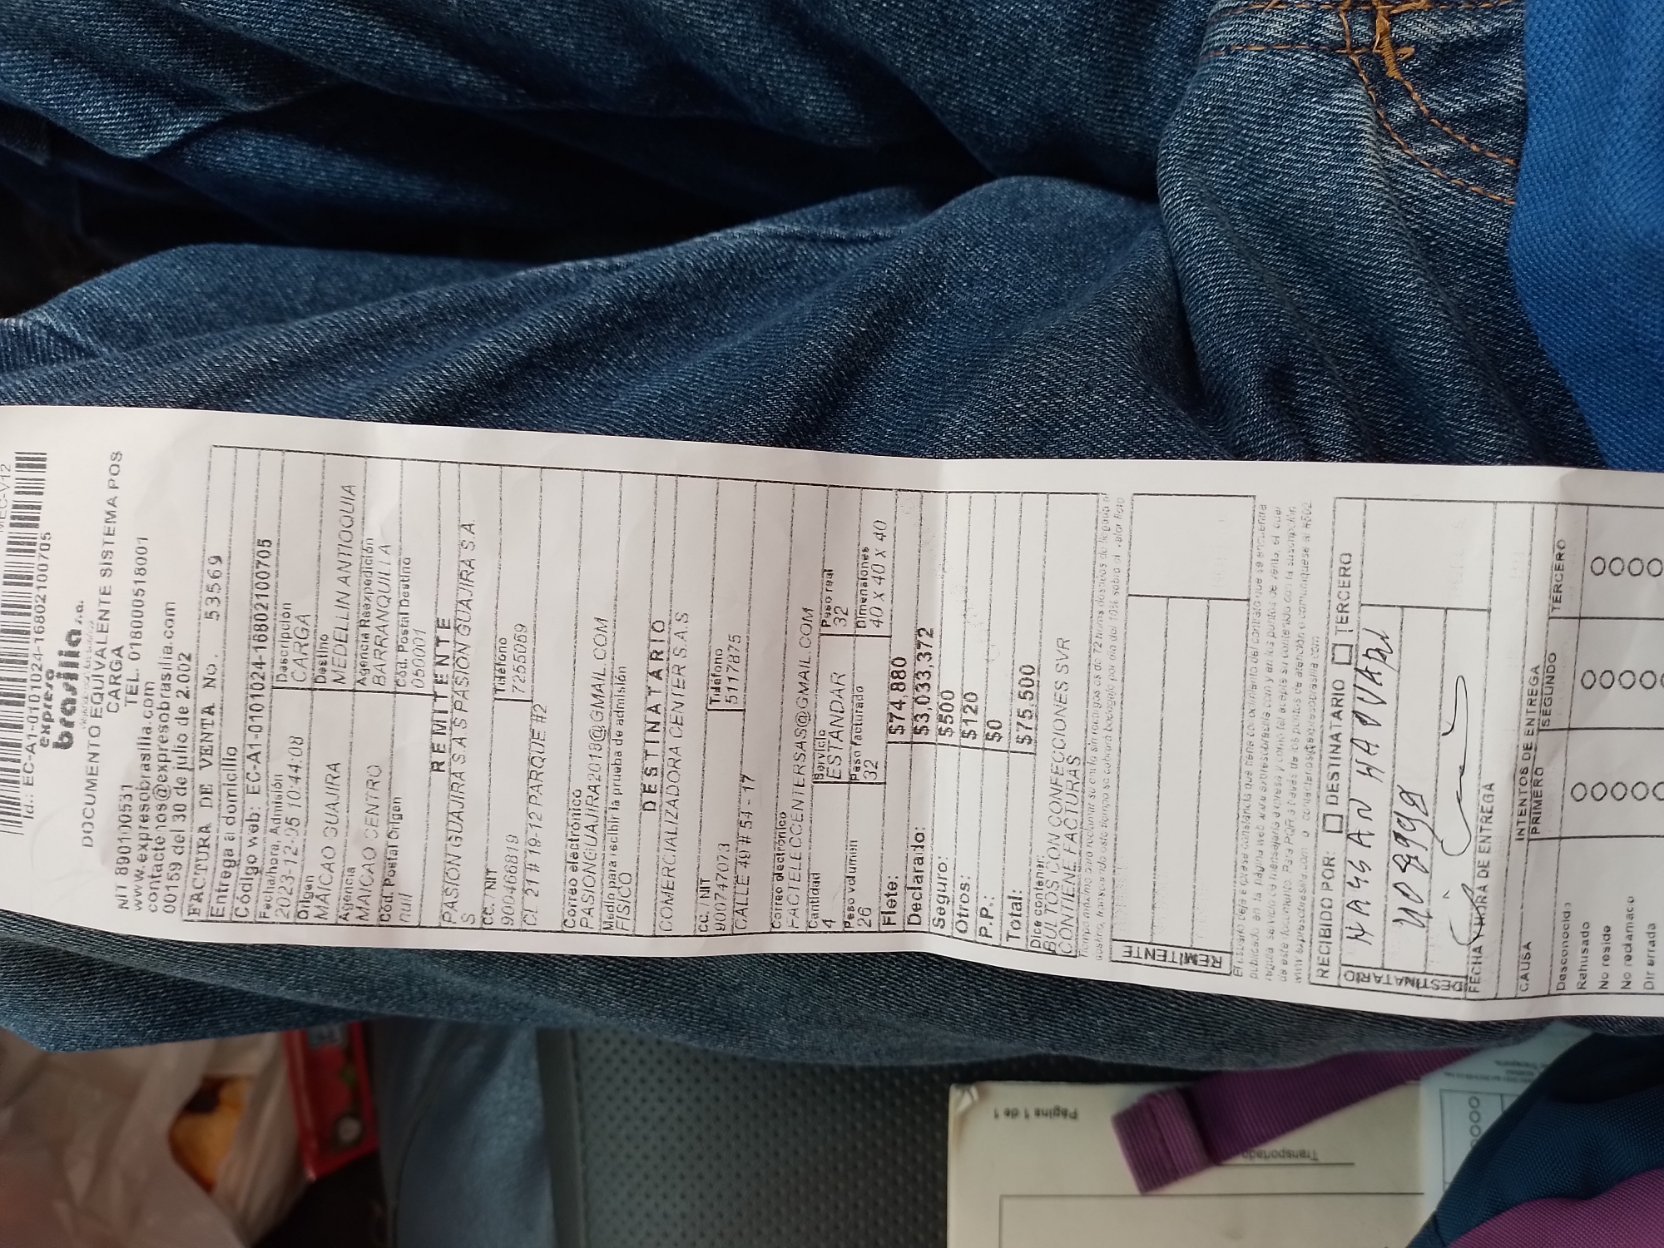 MEC-V12
Id.: EC-A1-0101024-16802100705
expreso
brasilia s.a.
DOCUMENTO EQUIVALENTE SISTEMA POS
CARGA
NIT 890100531 TEL. 018000518001
www.expresobrasilia.com
contactenos@expresobrasilia.com
00159 del 30 de julio de 2.002
FACTURA DE VENTA No. 53569
Entrega a domicilio
Código web: EC-A1-0101024-16802100705
Fecha/hora. Admisión Descripción
2023-12-05 10:44:08 CARGA
Origen Destino
MAICAO GUAJIRA MEDELLIN ANTIOQUIA
Agencia Agencia Reexpedición
MAICAO CENTRO BARRANQUILLA
Cód. Postal Origen Cód. Postal Destino
null 050001
REMITENTE
PASION GUAJIRA S.A.S PASION GUAJIRA S A
S
CC. / NIT Teléfono
900466819 7255069
CL 21 # 19-12 PARQUE #2
Correo electrónico
PASIONGUAJIRA2018@GMAIL.COM
Medio para recibir la prueba de admisión
FISICO
DESTINATARIO
COMERCIALIZADORA CENTER S.A.S
CC. / NIT Teléfono
900747073 5117875
CALLE 49 # 54 - 17
Correo electrónico
FACTELECCENTERSAS@GMAIL.COM
Cantidad Servicio Peso real
4 ESTANDAR 32
Peso volumen Peso facturado Dimensiones
26 32 40 X 40 X 40
Flete: $74,880
Declarado: $3,033,372
Seguro: $500
Otros: $120
P.P.: $0
Total: $75,500
Dice contener:
BULTOS CON CONFECCIONES SVR
CONTIENE FACTURAS
REMITENTE
RECIBIDO POR: DESTINATARIO TERCERO
DESTINATARIO
HASSAN
FECHA Y HORA DE ENTREGA
CAUSA INTENTOS DE ENTREGA
PRIMERO SEGUNDO TERCERO
Desconocido
Rehusado
No reside
No reclamado
Dir errada
Página 1 de 1